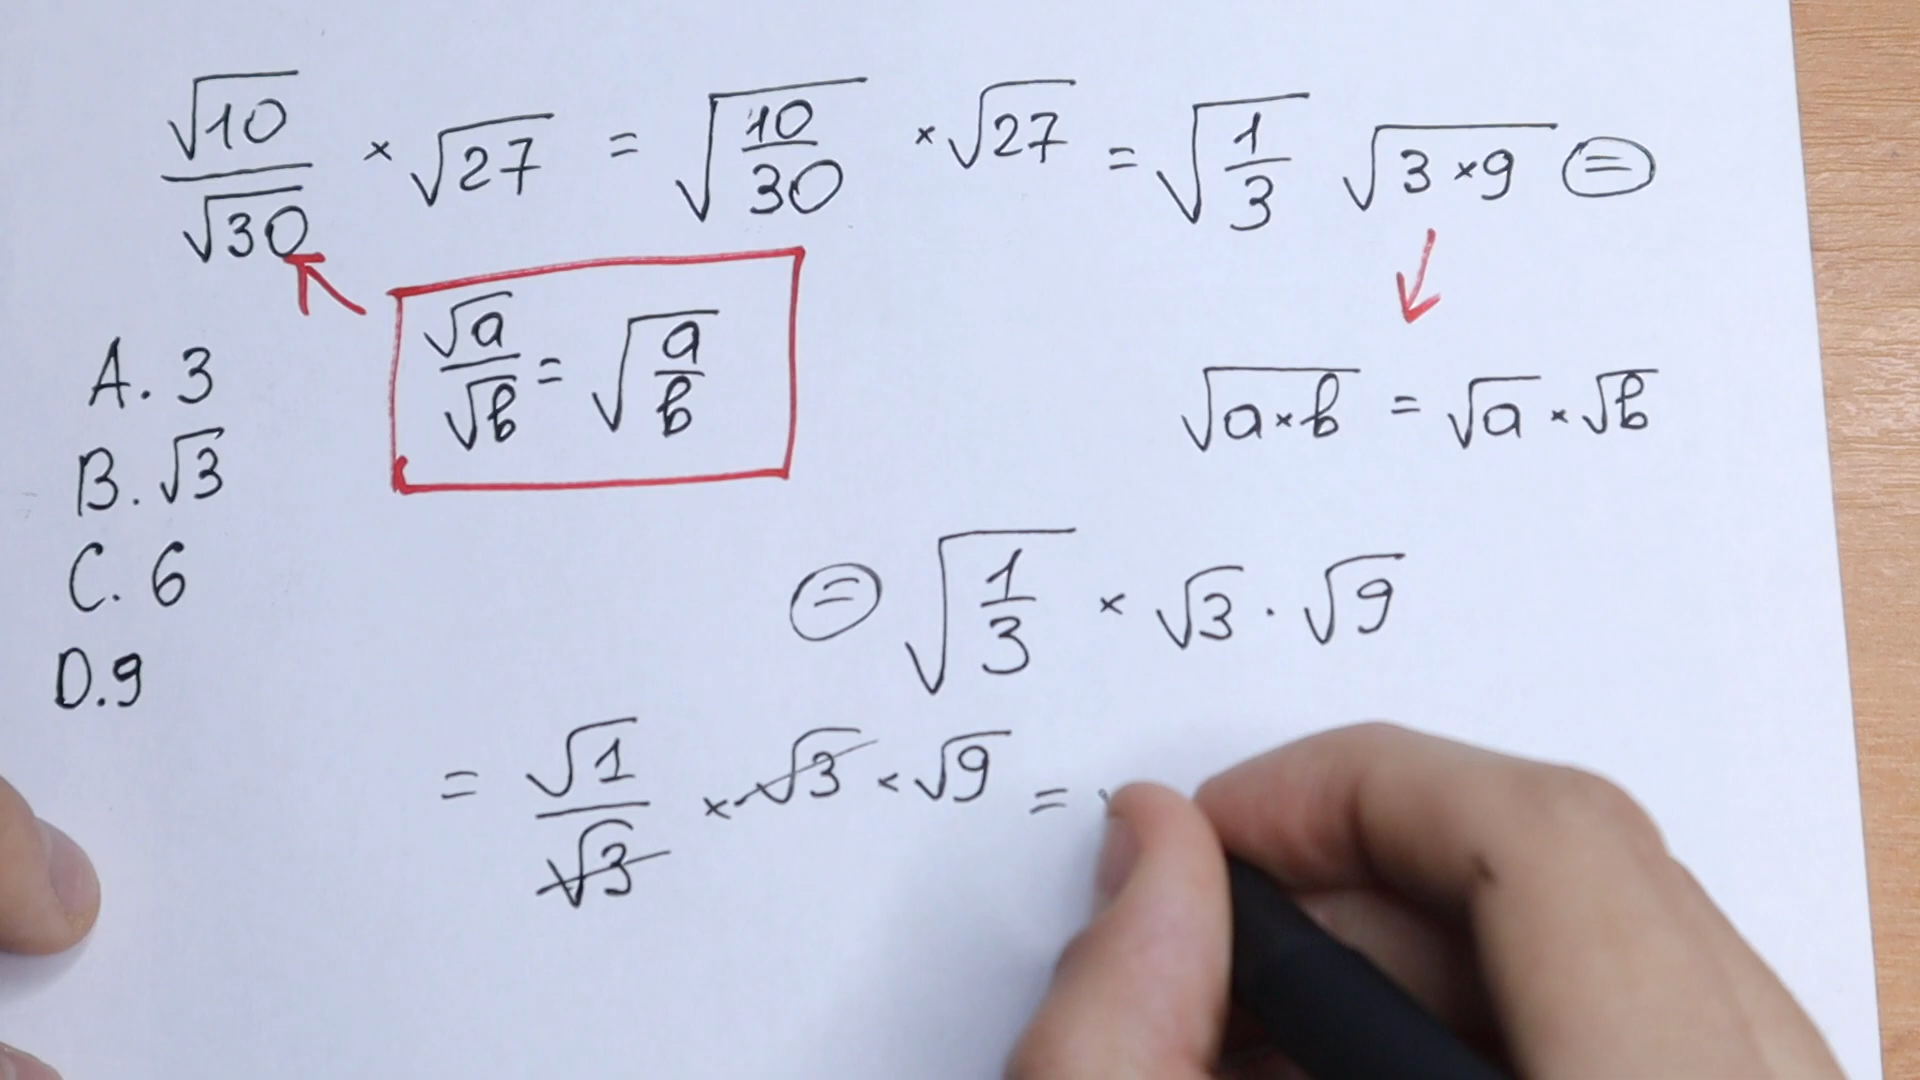 √10/√30 × √27 = √(10/30) × √27 = √(1/3) √(3×9) =
√a/√b = √(a/b)
A. 3
B. √3
C. 6
D. 9
√(a×b) = √a × √b
= √(1/3) × √3 · √9
= √1/√3 × √3 × √9 =